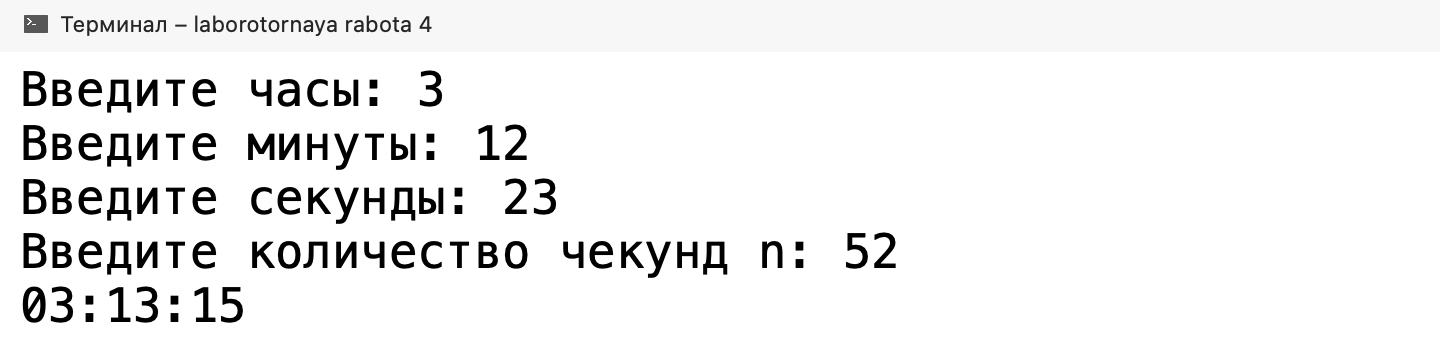 Терминал – laborotornaya rabota 4
Введите часы: 3
Введите минуты: 12
Введите секунды: 23
Введите количество чекунд n: 52
03:13:15